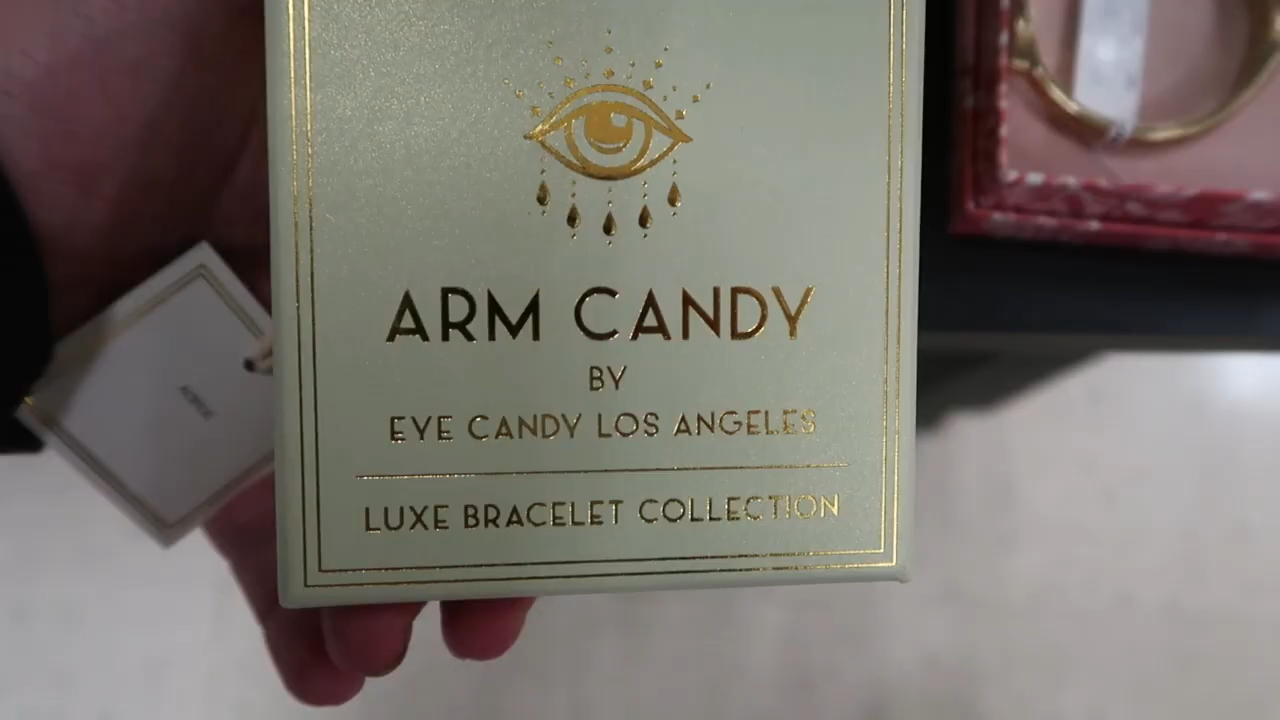 ARM CANDY
BY
EYE CANDY LOS ANGELES
LUXE BRACELET COLLECTION